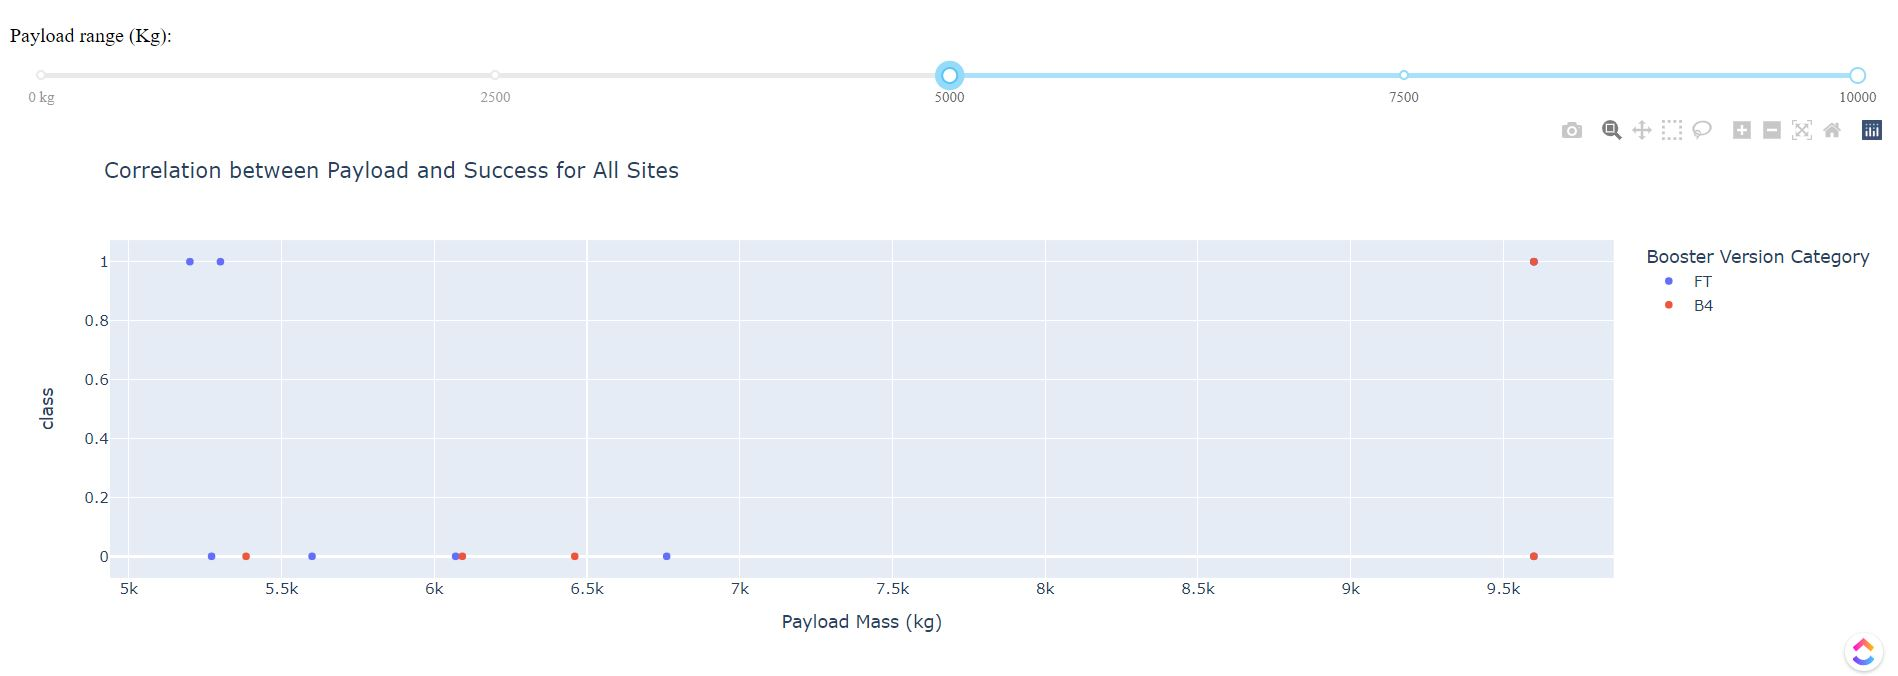 Payload range (Kg):
0 kg 2500 5000 7500 10000
Correlation between Payload and Success for All Sites
Booster Version Category
FT
B4
class
1
0.8
0.6
0.4
0.2
0
5k 5.5k 6k 6.5k 7k 7.5k 8k 8.5k 9k 9.5k
Payload Mass (kg)